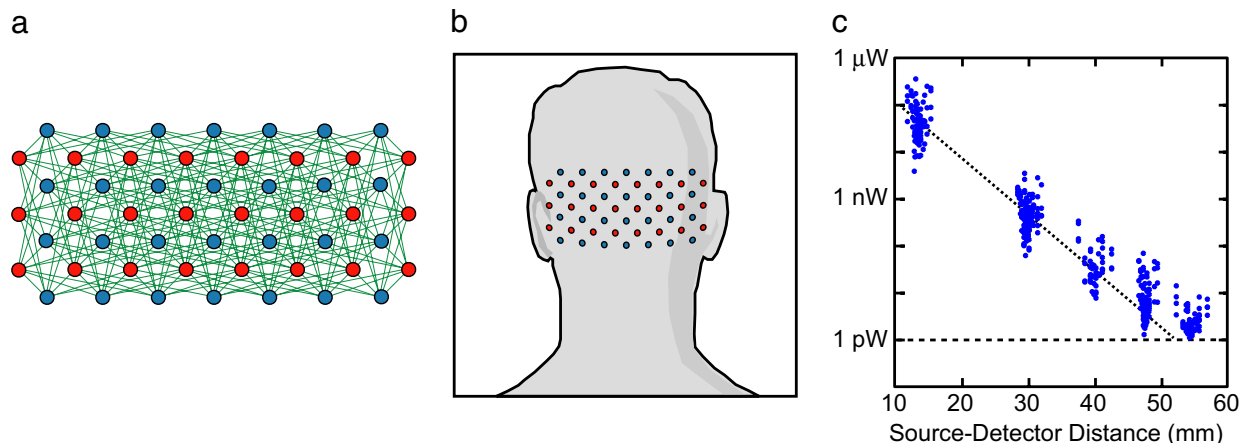 a
b
c
1 μW
1 nW
1 pW
10 20 30 40 50 60
Source-Detector Distance (mm)